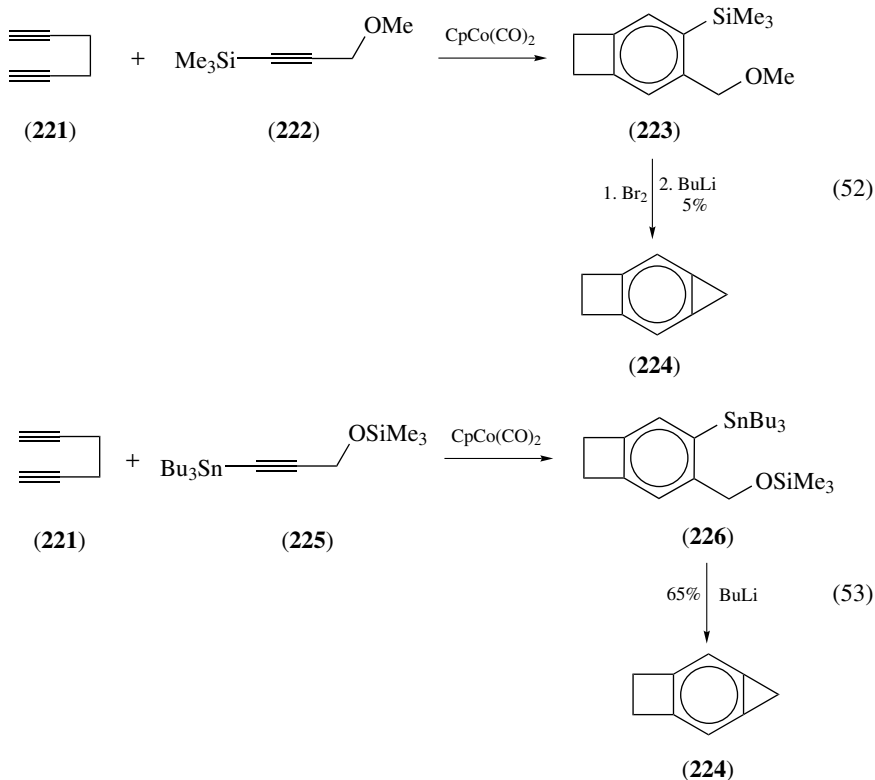 OMe
SiMe3
CpCo(CO)2
+
Me3Si
OMe
(221)
(222)
(223)
1. Br2
2. BuLi
5%
(52)
(224)
OSiMe3
SnBu3
CpCo(CO)2
+
Bu3Sn
OSiMe3
(221)
(225)
(226)
65%
BuLi
(53)
(224)